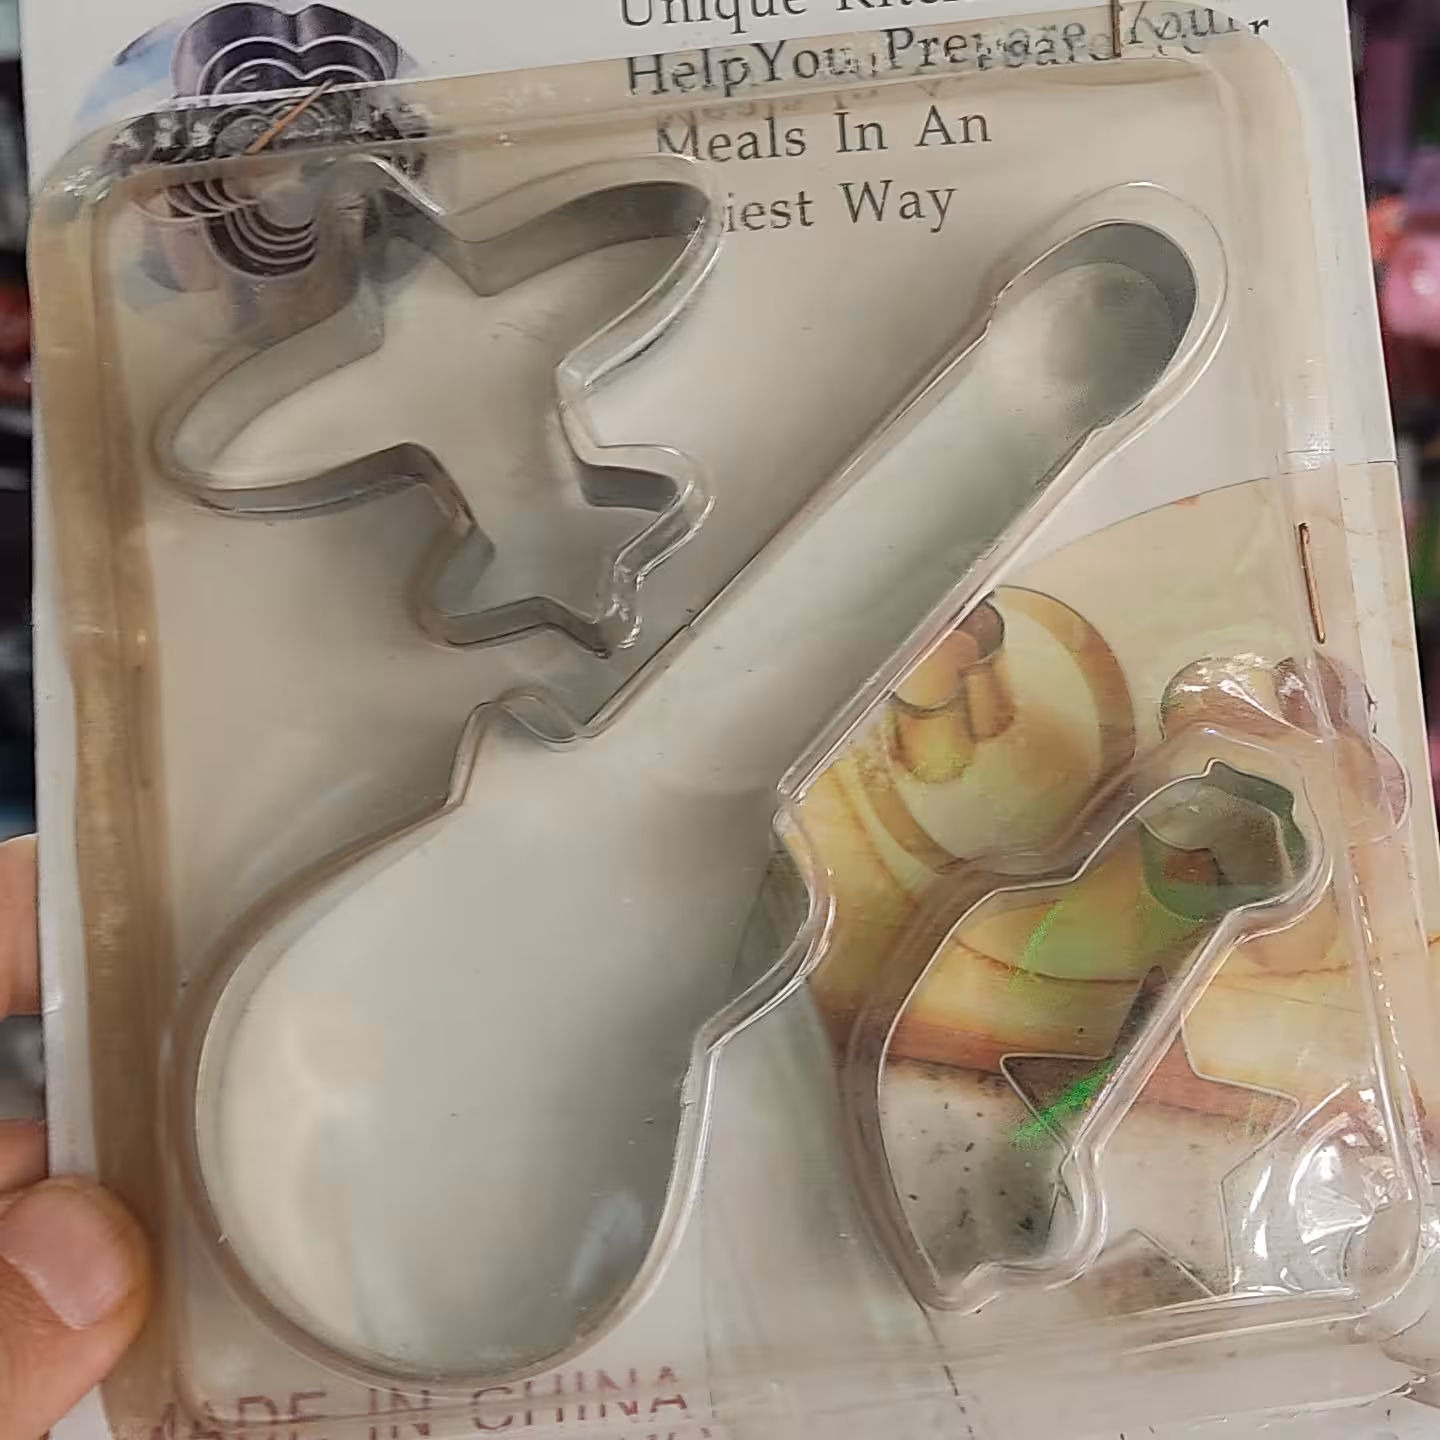 Unique
HelpYou Prepare Your
Meals In An
iest Way
MADE IN CHINA